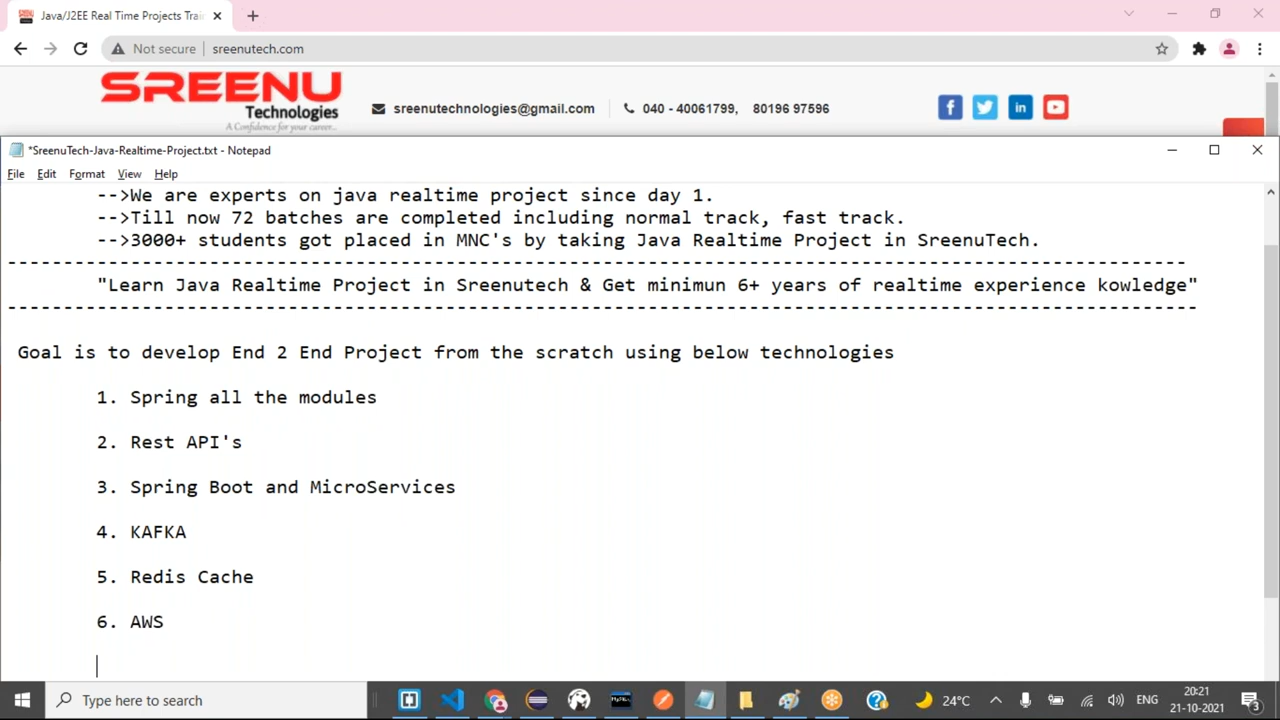 Java/J2EE Real Time Projects Trai
Not secure
sreenutech.com
SREENU
Technologies
A Confidence for your career...
sreenutechnologies@gmail.com
040 - 40061799, 80196 97596
*SreenuTech-Java-Realtime-Project.txt - Notepad
File Edit Format View Help
-->We are experts on java realtime project since day 1.
-->Till now 72 batches are completed including normal track, fast track.
-->3000+ students got placed in MNC's by taking Java Realtime Project in SreenuTech.
"Learn Java Realtime Project in Sreenutech & Get minimun 6+ years of realtime experience kowledge"
Goal is to develop End 2 End Project from the scratch using below technologies
1. Spring all the modules
2. Rest API's
3. Spring Boot and MicroServices
4. KAFKA
5. Redis Cache
6. AWS
Type here to search
24°C
ENG
20:21
21-10-2021
3